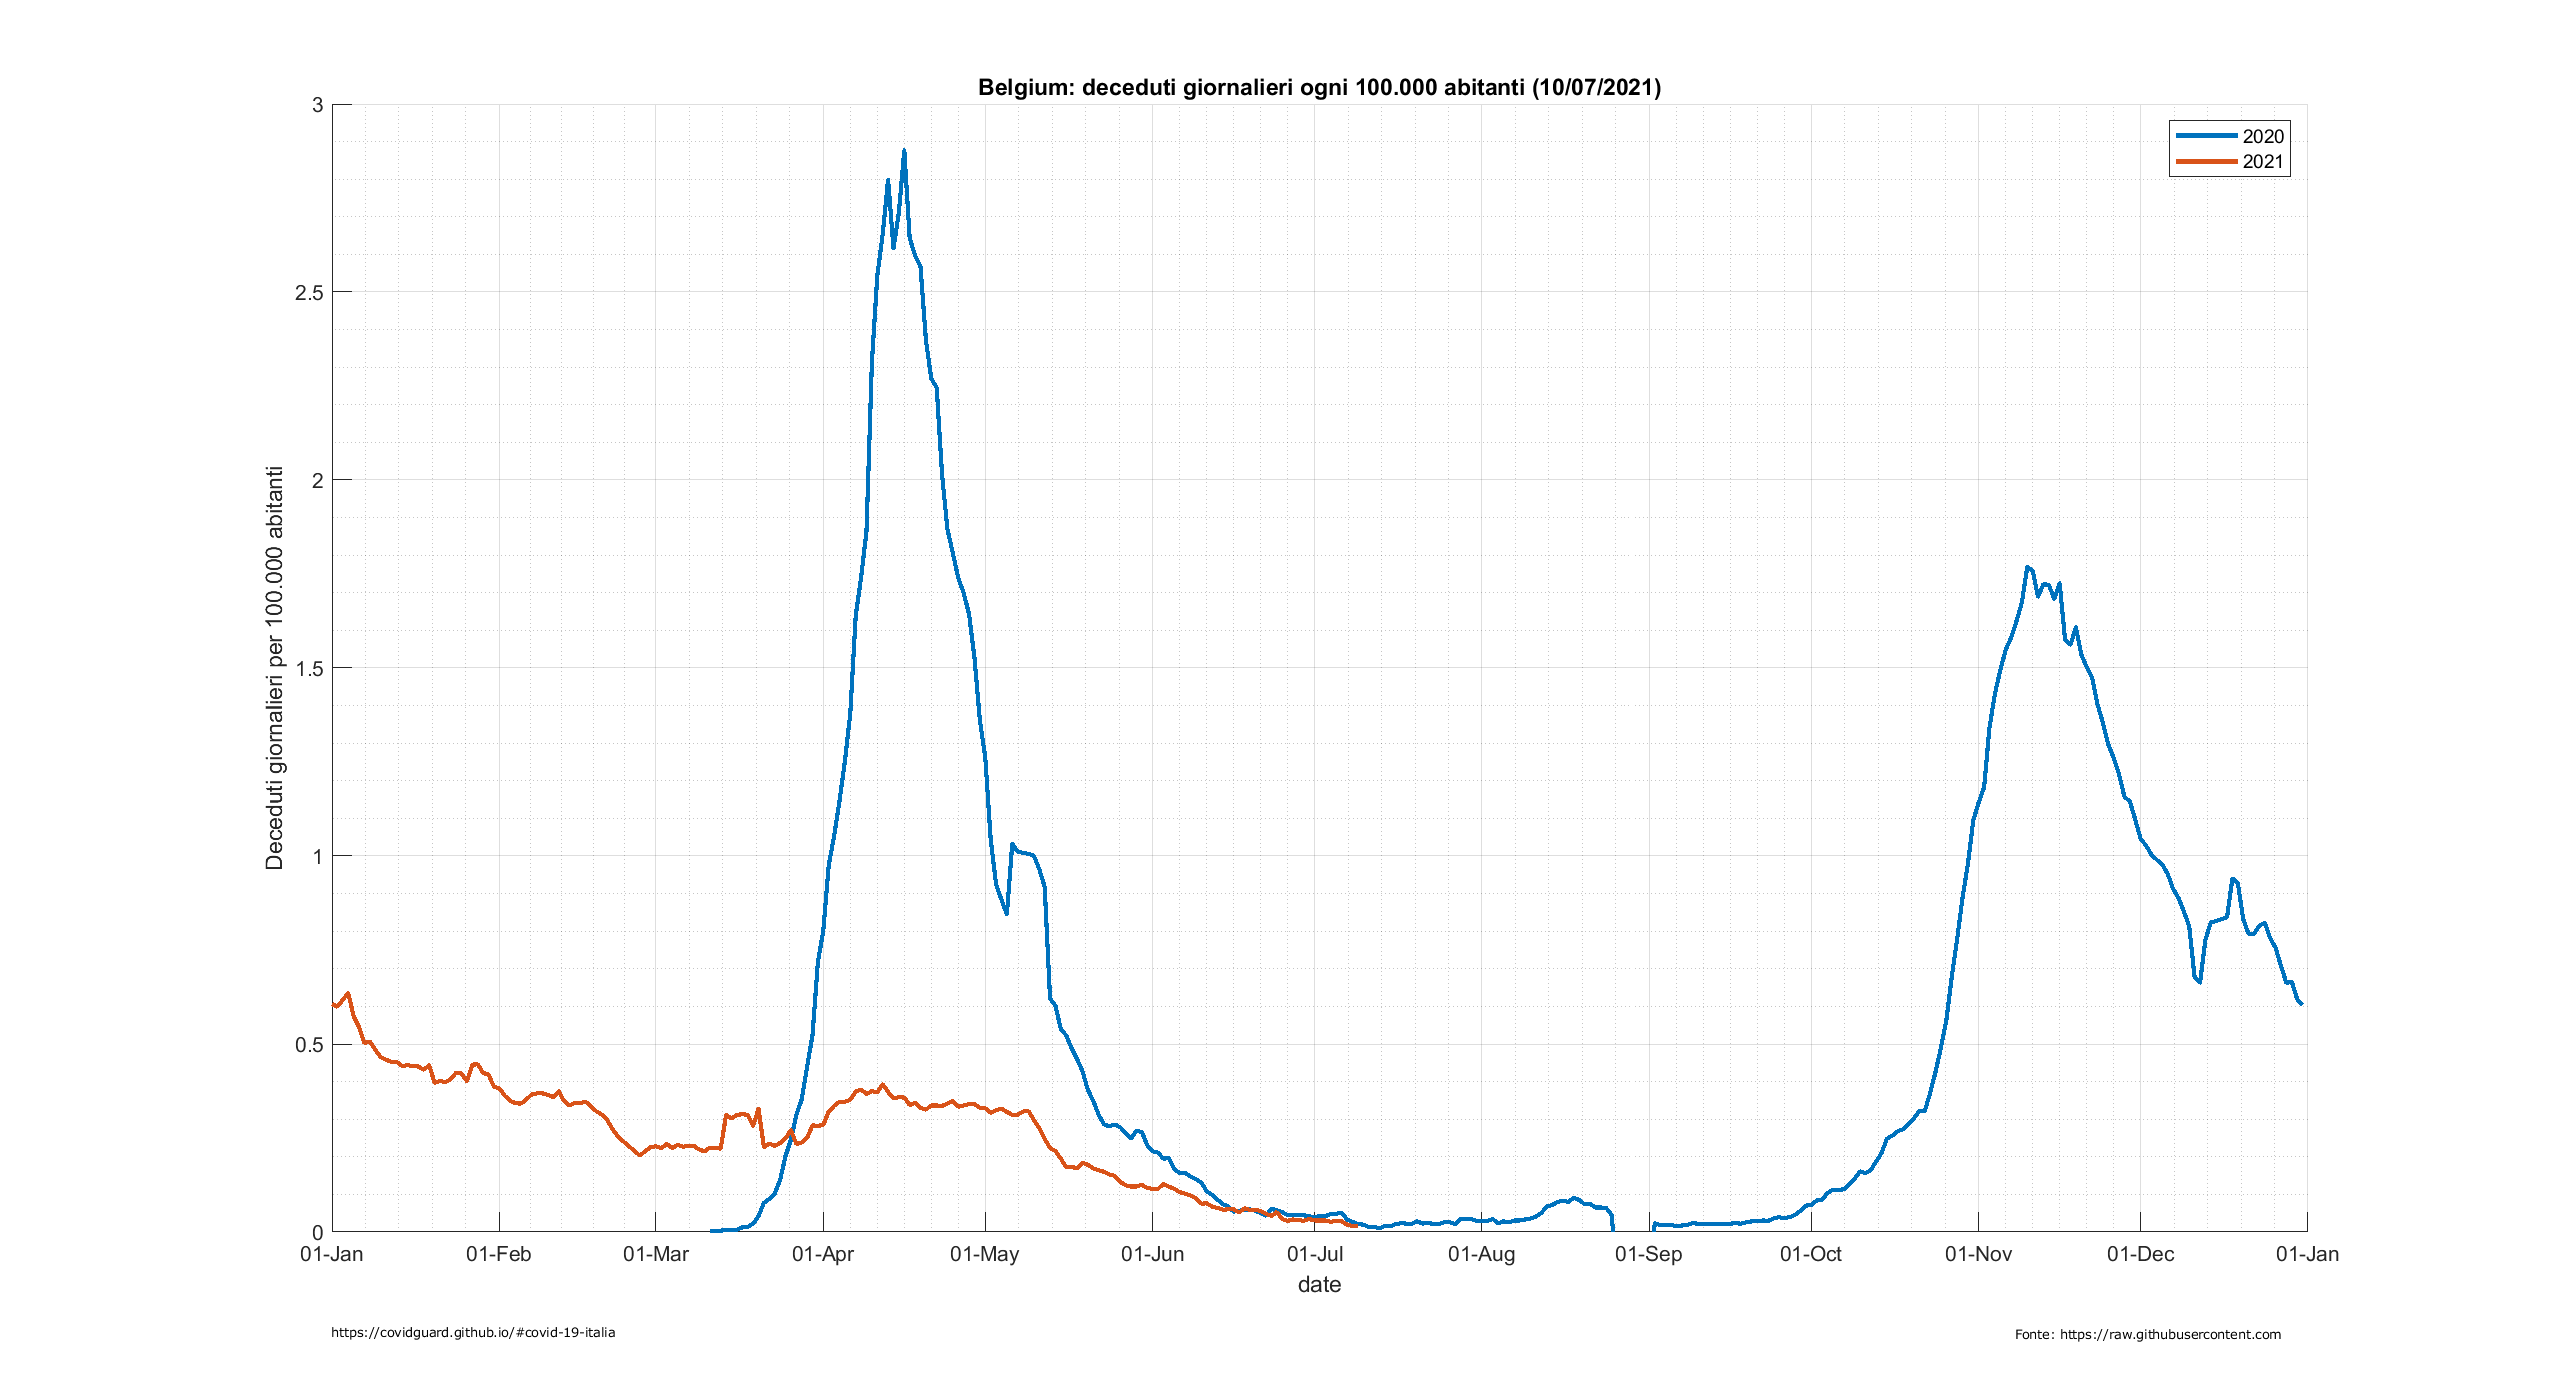 Belgium: deceduti giornalieri ogni 100.000 abitanti (10/07/2021)
2020
2021
Deceduti giornalieri per 100.000 abitanti
3
2.5
2
1.5
1
0.5
0
01-Jan 01-Feb 01-Mar 01-Apr 01-May 01-Jun 01-Jul 01-Aug 01-Sep 01-Oct 01-Nov 01-Dec 01-Jan
date
https://covidguard.github.io/#covid-19-italia
Fonte: https://raw.githubusercontent.com